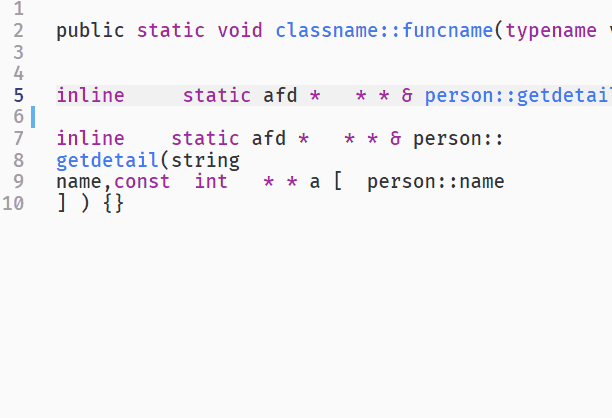 1
2 public static void classname::funcname(typename
3
4
5 inline     static afd *   * * & person::getdetail
6
7 inline    static afd *   * * & person::
8 getdetail(string
9 name,const  int   * * a [  person::name
10 ] ) {}